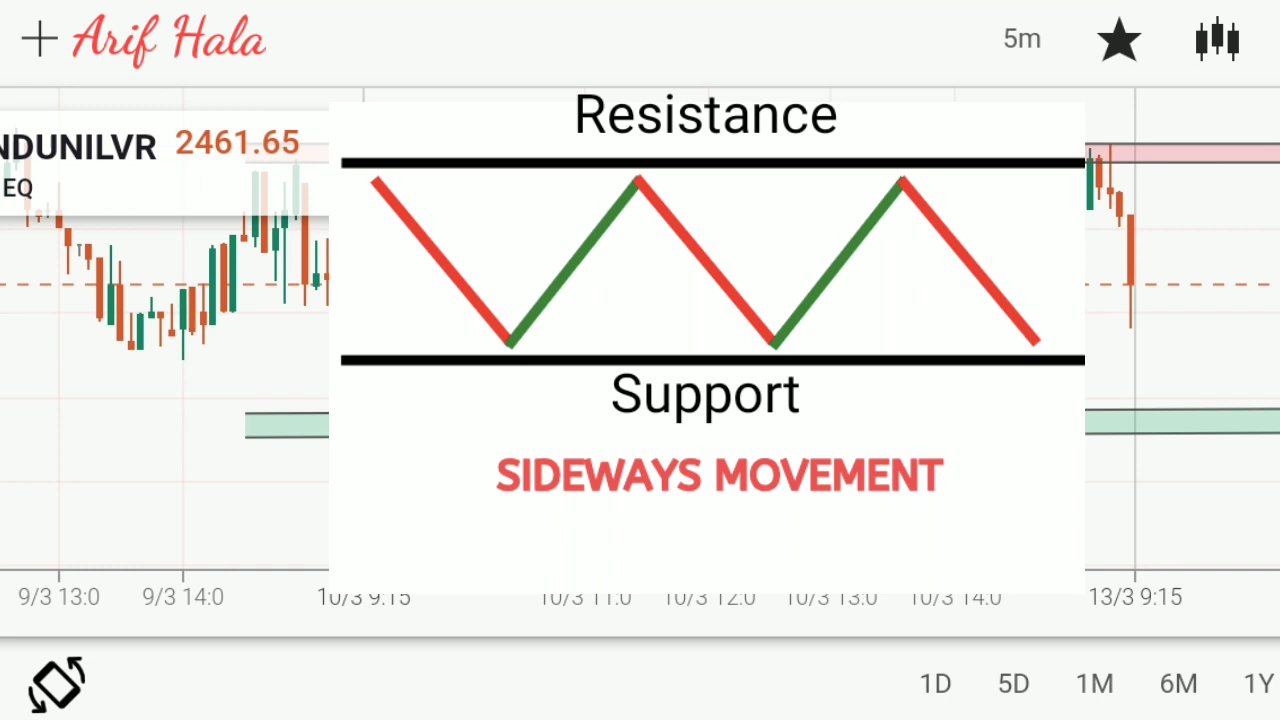 Arif Hala
5m
NDUNILVR 2461.65
EQ
Resistance
Support
SIDEWAYS MOVEMENT
9/3 13:0 9/3 14:0 10/3 9:15 10/3 11:0 10/3 12:0 10/3 13:0 10/3 14:0 13/3 9:15
1D 5D 1M 6M 1Y